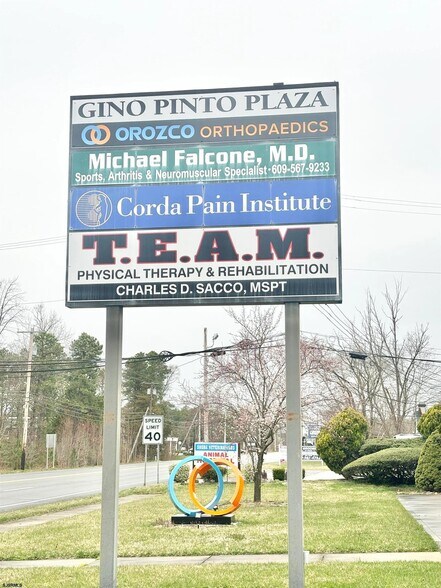 GINO PINTO PLAZA
OROZCO ORTHOPAEDICS
Michael Falcone, M.D.
Sports, Arthritis & Neuromuscular Specialist·609-567-9233
Corda Pain Institute
T.E.A.M.
PHYSICAL THERAPY & REHABILITATION
CHARLES D. SACCO, MSPT
SPEED
LIMIT
40
ANIMAL